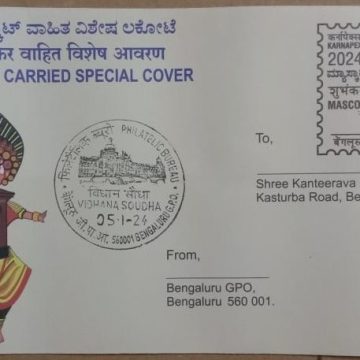 ವಾಹಿತ ವಿಶೇಷ ಲಕೋಟೆ
वाहित विशेष आवरण
CARRIED SPECIAL COVER
KARNAPEX
2024
MASCO
To,
Shree Kanteerava
Kasturba Road, Be
PHILATELIC BUREAU
विधान सौधा
VIDHANA SOUDHA
05-1-24
560001 BENGALURU G.P.O.
From,
Bengaluru GPO,
Bengaluru 560 001.